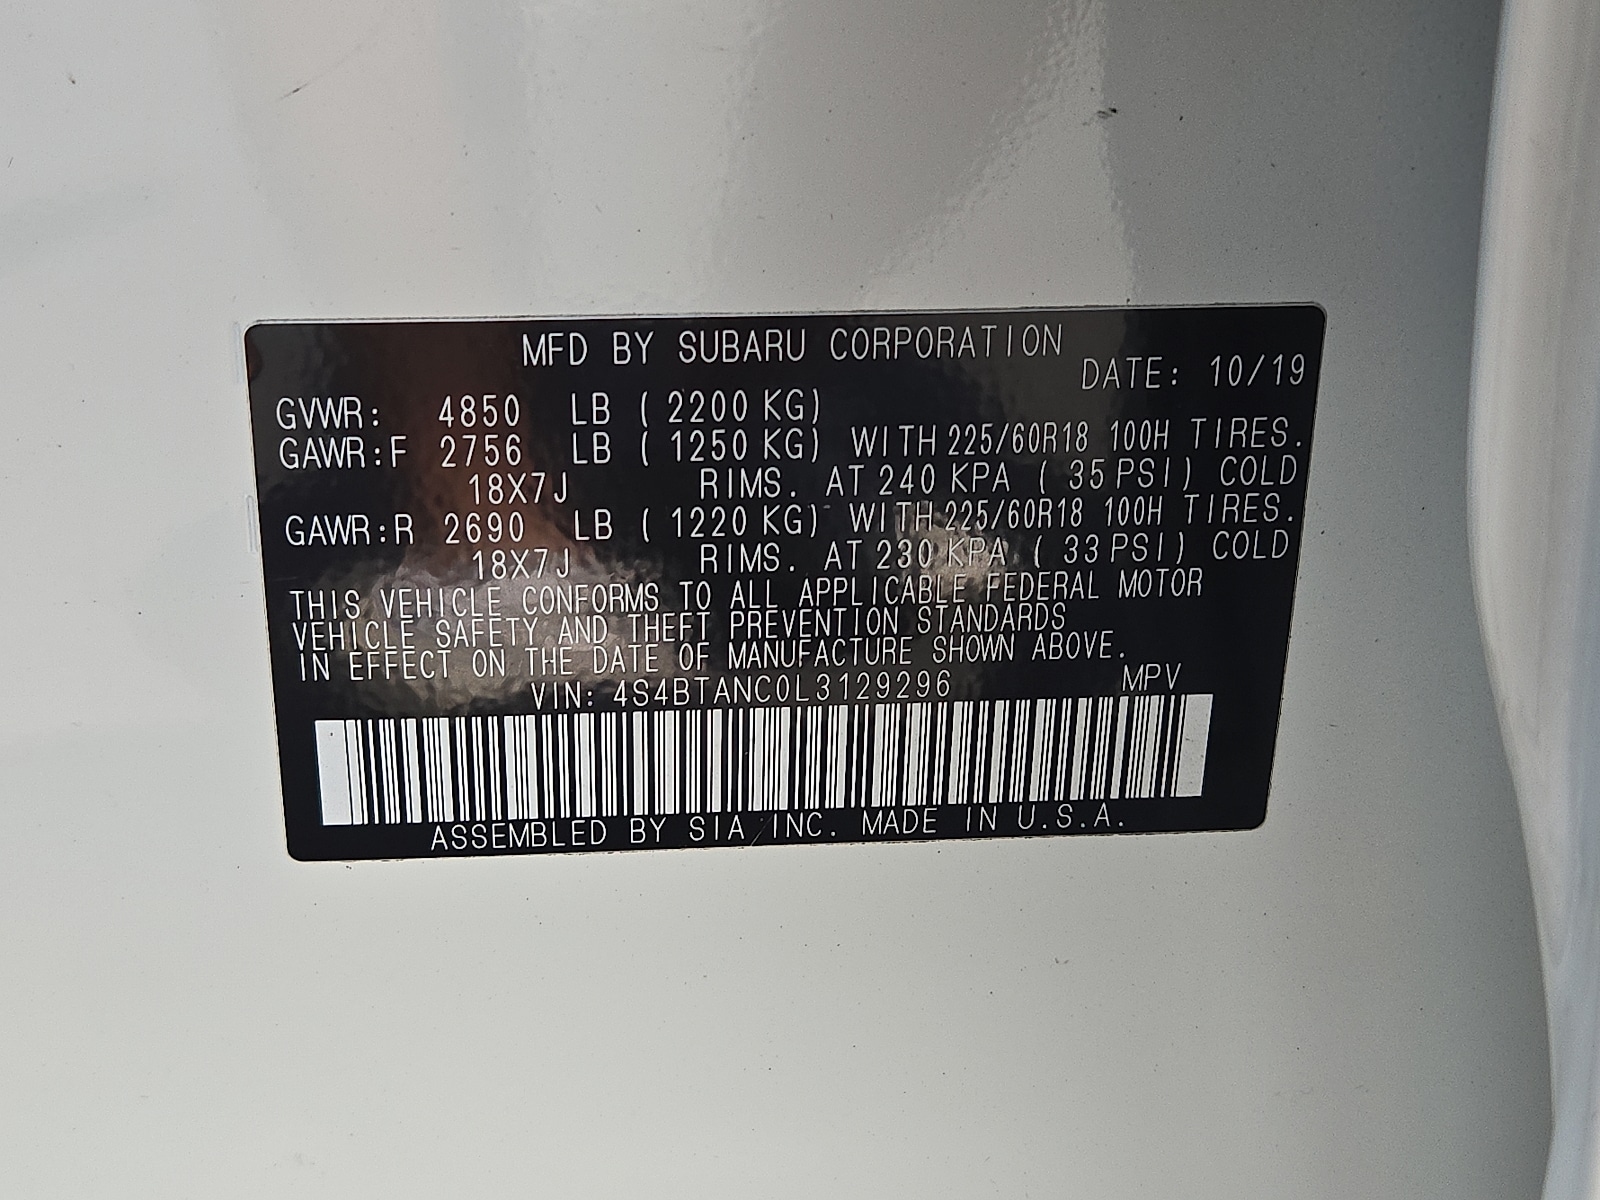 MFD BY SUBARU CORPORATION
DATE: 10/19
GVWR: 4850 LB ( 2200 KG)
GAWR:F 2756 LB ( 1250 KG) WITH 225/60R18 100H TIRES.
18X7J RIMS. AT 240 KPA ( 35 PSI) COLD
GAWR:R 2690 LB ( 1220 KG) WITH 225/60R18 100H TIRES.
18X7J RIMS. AT 230 KPA ( 33 PSI) COLD
THIS VEHICLE CONFORMS TO ALL APPLICABLE FEDERAL MOTOR
VEHICLE SAFETY AND THEFT PREVENTION STANDARDS
IN EFFECT ON THE DATE OF MANUFACTURE SHOWN ABOVE.
VIN: 4S4BTANC0L3129296 MPV
ASSEMBLED BY SIA INC. MADE IN U.S.A.